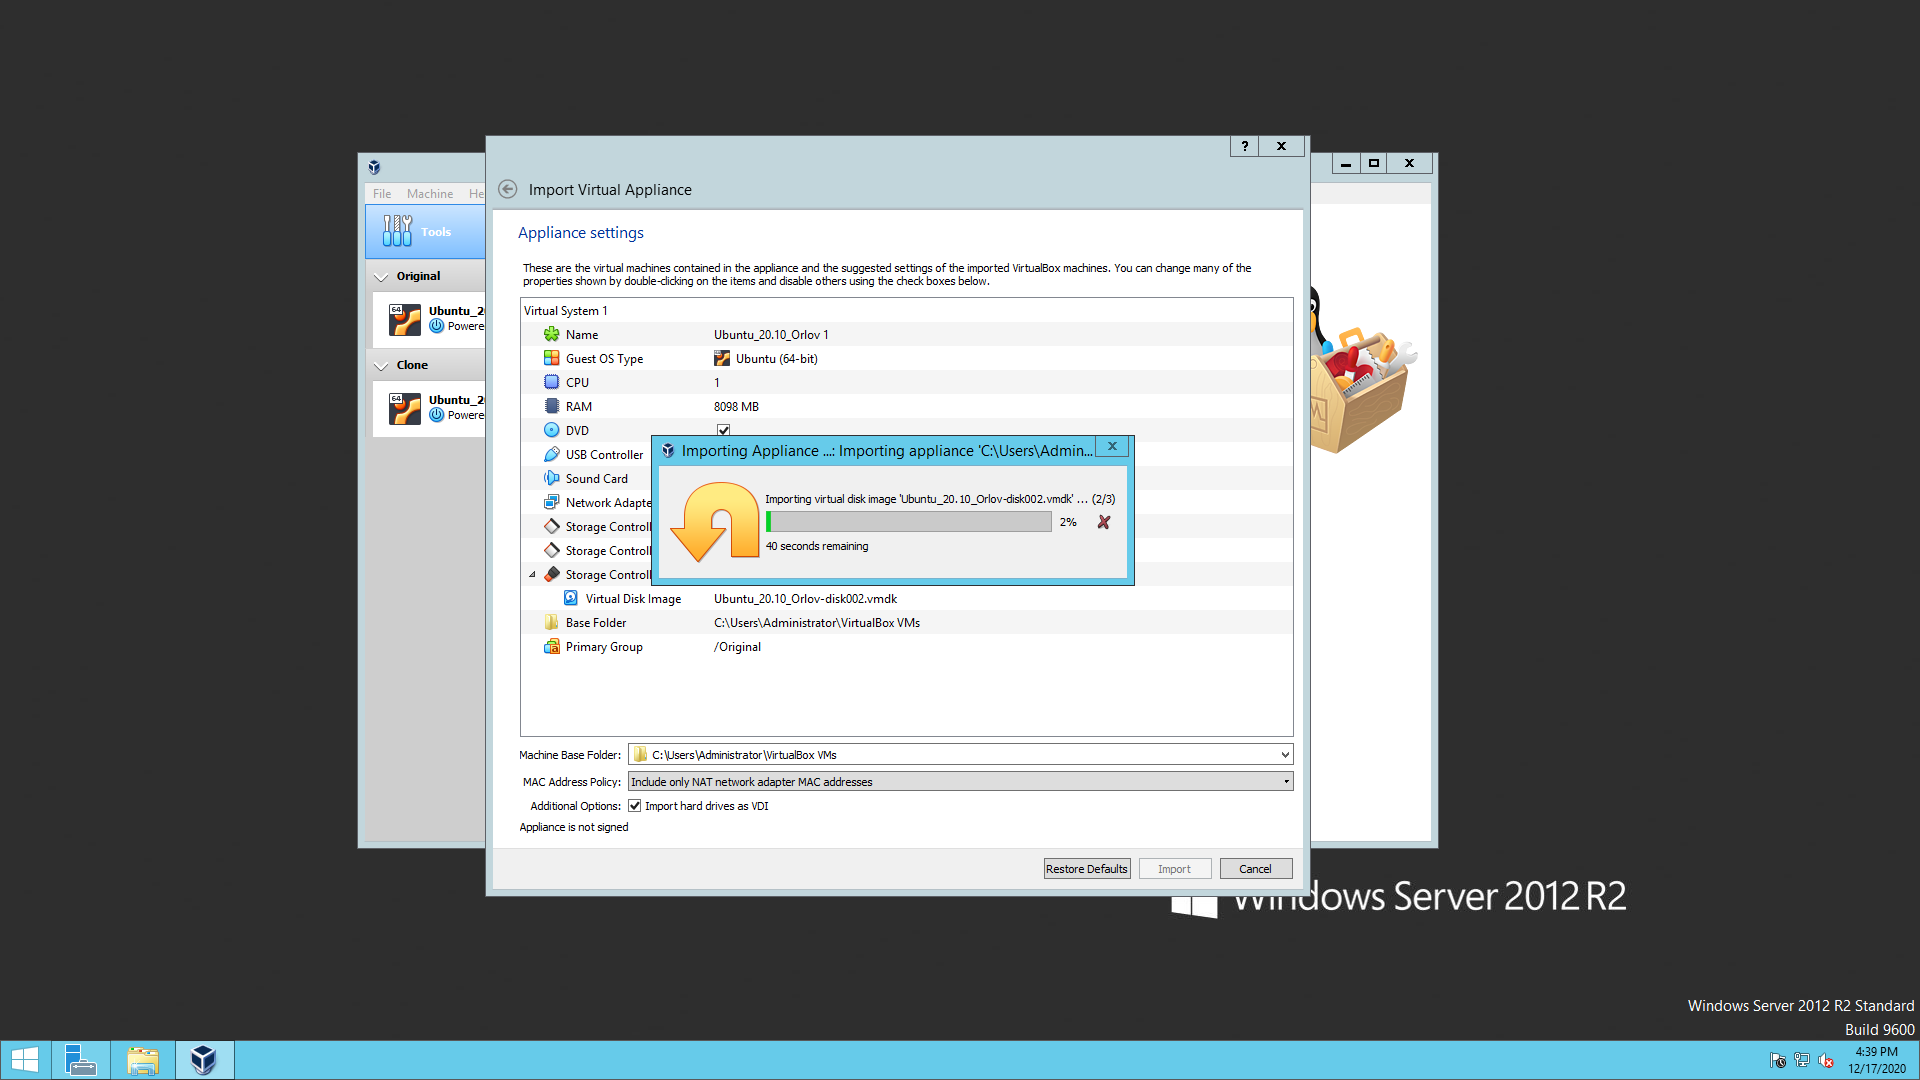 ?
Import Virtual Appliance
File Machine He
Tools
Original
64
Ubuntu_2
Powere
Clone
64
Ubuntu_2
Powere
Appliance settings
These are the virtual machines contained in the appliance and the suggested settings of the imported VirtualBox machines. You can change many of the
properties shown by double-clicking on the items and disable others using the check boxes below.
Virtual System 1
Name Ubuntu_20.10_Orlov 1
Guest OS Type Ubuntu (64-bit)
CPU 1
RAM 8098 MB
DVD
USB Controller
Sound Card
Network Adapte
Storage Controll
Storage Controll
Storage Controll
Virtual Disk Image Ubuntu_20.10_Orlov-disk002.vmdk
Base Folder C:\Users\Administrator\VirtualBox VMs
Primary Group /Original
Importing Appliance ...: Importing appliance 'C:\Users\Admin...
Importing virtual disk image 'Ubuntu_20.10_Orlov-disk002.vmdk' ... (2/3)
2%
40 seconds remaining
Machine Base Folder: C:\Users\Administrator\VirtualBox VMs
MAC Address Policy: Include only NAT network adapter MAC addresses
Additional Options: Import hard drives as VDI
Appliance is not signed
Restore Defaults Import Cancel
Windows Server 2012 R2
Windows Server 2012 R2 Standard
Build 9600
4:39 PM
12/17/2020